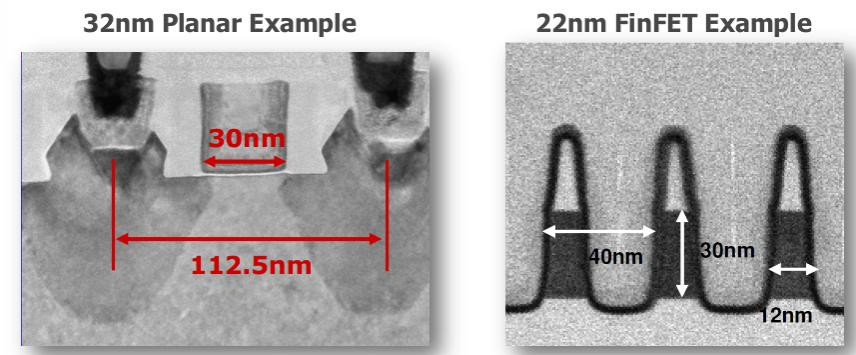 32nm Planar Example
22nm FinFET Example
30nm
112.5nm
40nm
30nm
12nm